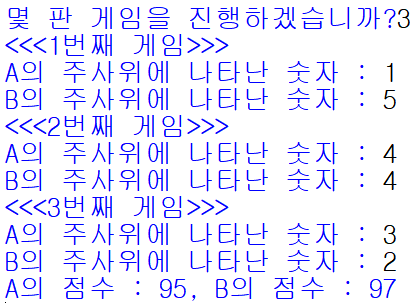 몇 판 게임을 진행하겠습니까?3
<<<1번째 게임>>>
A의 주사위에 나타난 숫자 : 1
B의 주사위에 나타난 숫자 : 5
<<<2번째 게임>>>
A의 주사위에 나타난 숫자 : 4
B의 주사위에 나타난 숫자 : 4
<<<3번째 게임>>>
A의 주사위에 나타난 숫자 : 3
B의 주사위에 나타난 숫자 : 2
A의 점수 : 95, B의 점수 : 97